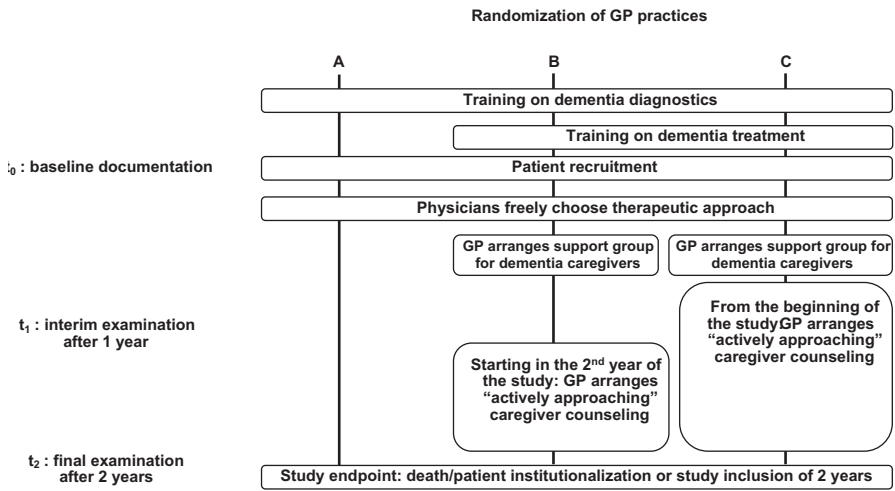 Randomization of GP practices
A B C
Training on dementia diagnostics
Training on dementia treatment
t₀ : baseline documentation
Patient recruitment
Physicians freely choose therapeutic approach
GP arranges support group
for dementia caregivers
GP arranges support group for
dementia caregivers
t₁ : interim examination
after 1 year
From the beginning of
the study:GP arranges
“actively approaching”
caregiver counseling
Starting in the 2ⁿᵈ year of
the study: GP arranges
“actively approaching”
caregiver counseling
t₂ : final examination
after 2 years
Study endpoint: death/patient institutionalization or study inclusion of 2 years